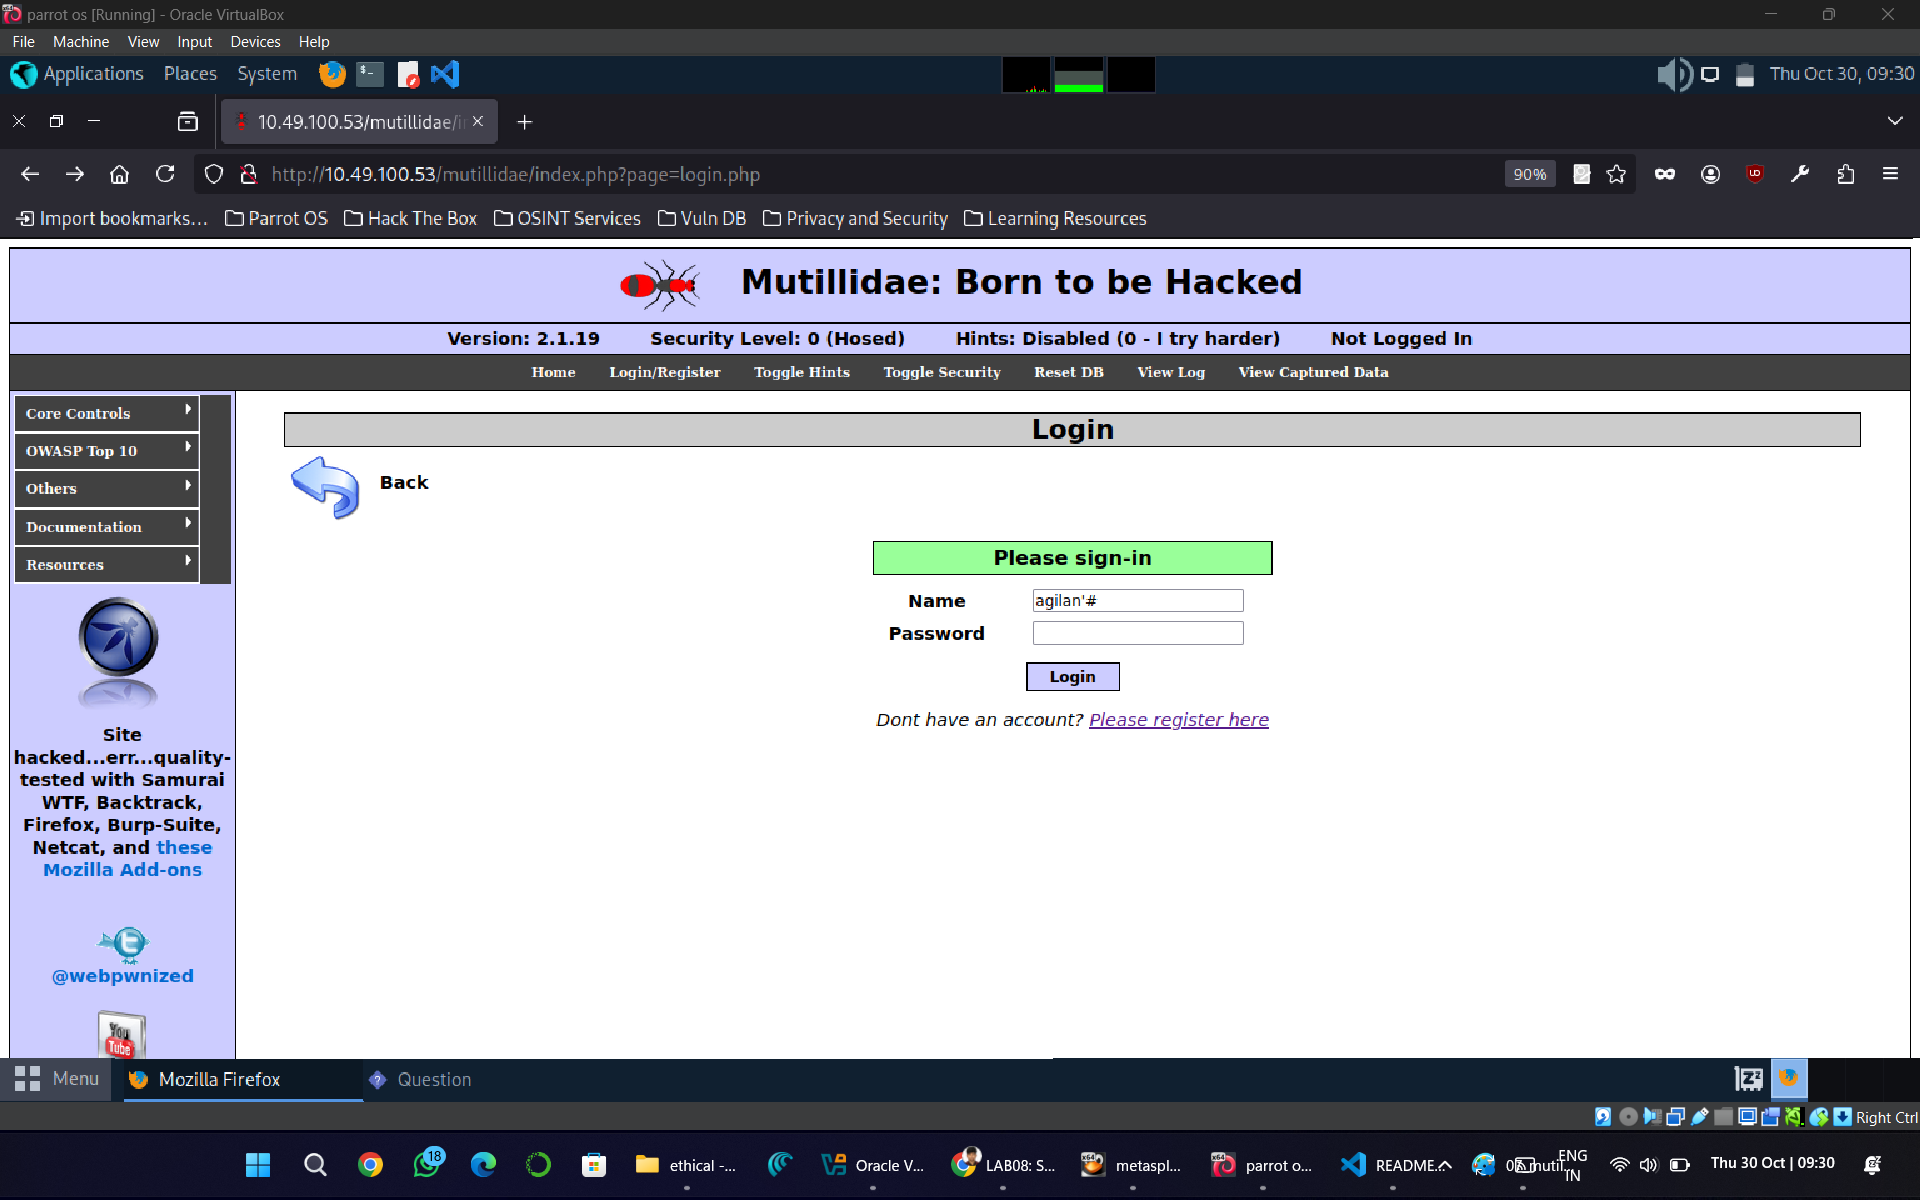 parrot os [Running] - Oracle VirtualBox
File Machine View Input Devices Help
Applications Places System
Thu Oct 30, 09:30
10.49.100.53/mutillidae/i
http://10.49.100.53/mutillidae/index.php?page=login.php
90%
Import bookmarks... Parrot OS Hack The Box OSINT Services Vuln DB Privacy and Security Learning Resources
Mutillidae: Born to be Hacked
Version: 2.1.19 Security Level: 0 (Hosed) Hints: Disabled (0 - I try harder) Not Logged In
Home Login/Register Toggle Hints Toggle Security Reset DB View Log View Captured Data
Core Controls
OWASP Top 10
Others
Documentation
Resources
Site
hacked...err...quality-
tested with Samurai
WTF, Backtrack,
Firefox, Burp-Suite,
Netcat, and these
Mozilla Add-ons
@webpwnized
You
Tube
Login
Back
Please sign-in
Name agilan'#
Password
Login
Dont have an account? Please register here
Menu Mozilla Firefox Question
Right Ctrl
18
ethical -...
Oracle V...
LAB08: S...
metaspl...
parrot o...
README.
ENG
IN
Thu 30 Oct | 09:30